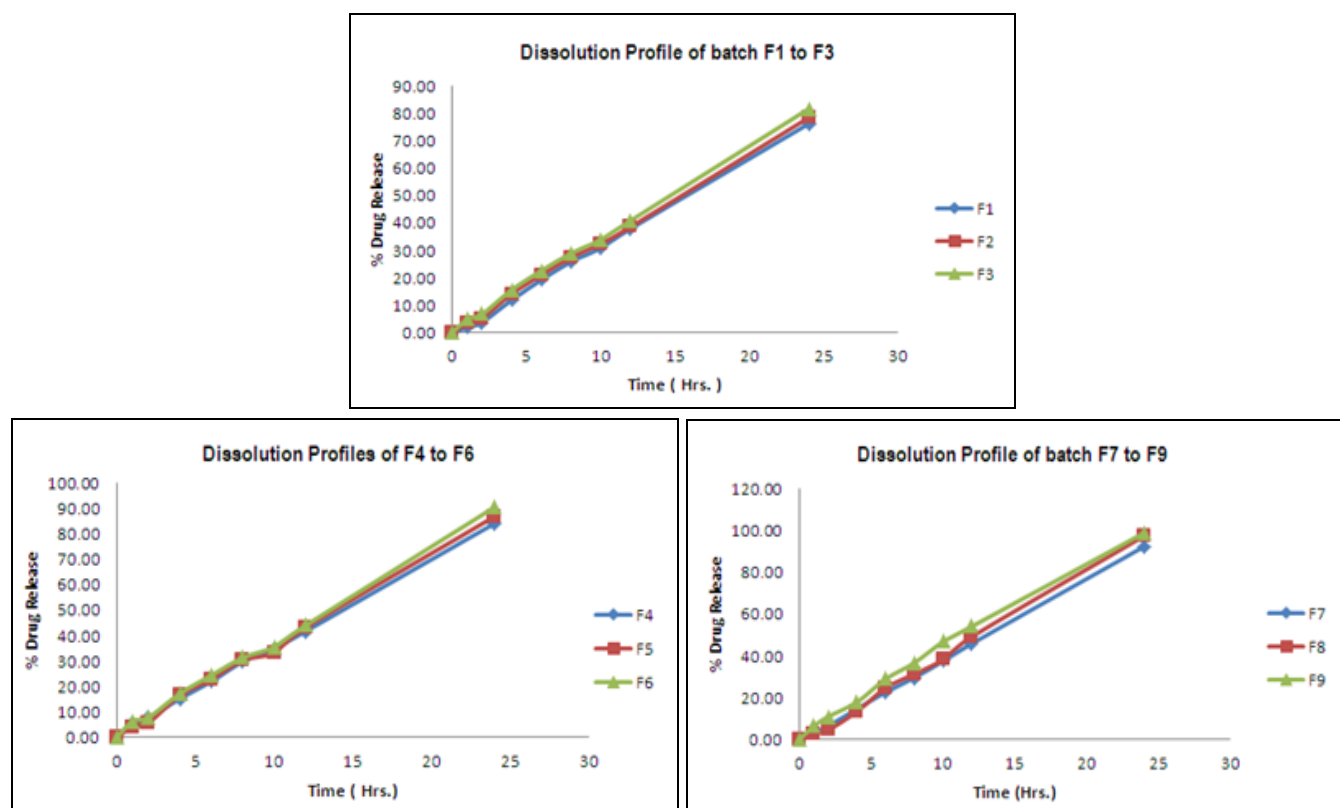 Dissolution Profile of batch F1 to F3
% Drug Release
90.00
80.00
70.00
60.00
50.00
40.00
30.00
20.00
10.00
0.00
0 5 10 15 20 25 30
Time ( Hrs. )
F1
F2
F3
Dissolution Profiles of F4 to F6
% Drug Release
100.00
90.00
80.00
70.00
60.00
50.00
40.00
30.00
20.00
10.00
0.00
0 5 10 15 20 25 30
Time ( Hrs.)
F4
F5
F6
Dissolution Profile of batch F7 to F9
% Drug Release
120.00
100.00
80.00
60.00
40.00
20.00
0.00
0 5 10 15 20 25 30
Time (Hrs.)
F7
F8
F9